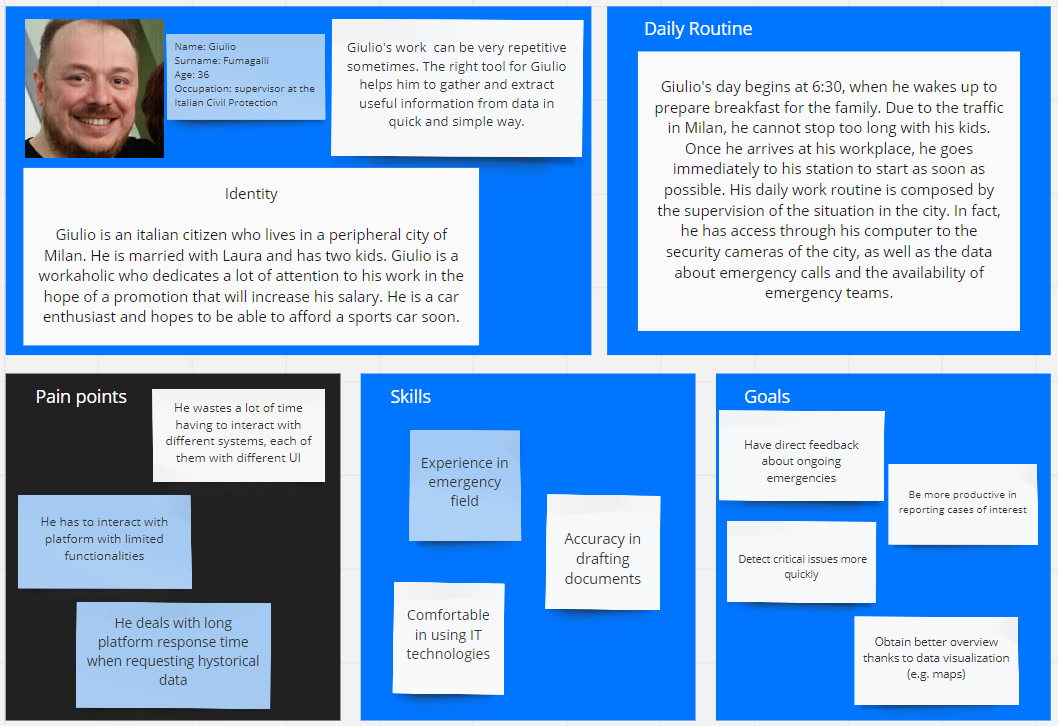 Name: Giulio
Surname: Fumagalli
Age: 36
Occupation: supervisor at the
Italian Civil Protection
Giulio's work can be very repetitive
sometimes. The right tool for Giulio
helps him to gather and extract
useful information from data in
quick and simple way.
Identity
Giulio is an italian citizen who lives in a peripheral city of
Milan. He is married with Laura and has two kids. Giulio is a
workaholic who dedicates a lot of attention to his work in the
hope of a promotion that will increase his salary. He is a car
enthusiast and hopes to be able to afford a sports car soon.
Daily Routine
Giulio's day begins at 6:30, when he wakes up to
prepare breakfast for the family. Due to the traffic
in Milan, he cannot stop too long with his kids.
Once he arrives at his workplace, he goes
immediately to his station to start as soon as
possible. His daily work routine is composed by
the supervision of the situation in the city. In fact,
he has access through his computer to the
security cameras of the city, as well as the data
about emergency calls and the availability of
emergency teams.
Pain points
He wastes a lot of time
having to interact with
different systems, each of
them with different UI
He has to interact with
platform with limited
functionalities
He deals with long
platform response time
when requesting hystorical
data
Skills
Experience in
emergency
field
Accuracy in
drafting
documents
Comfortable
in using IT
technologies
Goals
Have direct feedback
about ongoing
emergencies
Be more productive in
reporting cases of interest
Detect critical issues more
quickly
Obtain better overview
thanks to data visualization
(e.g. maps)